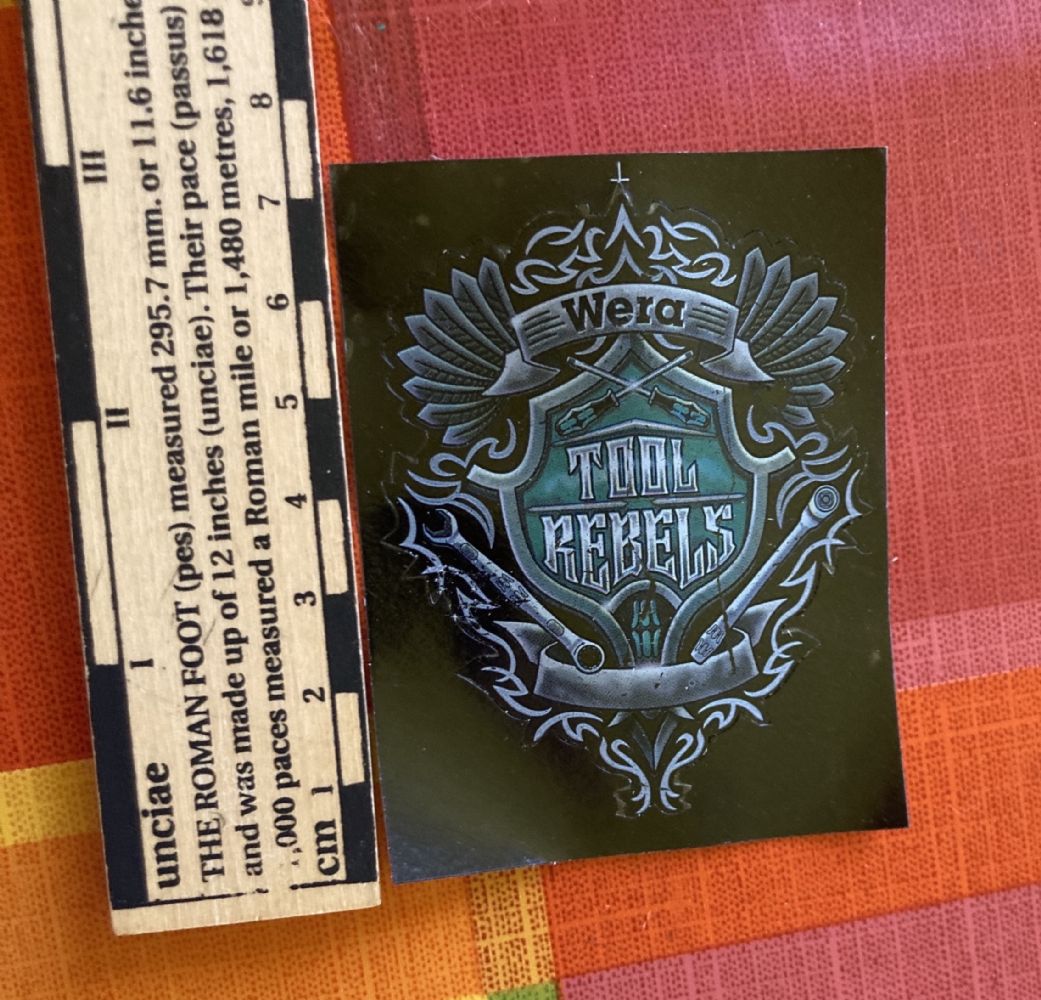 unciae
I
II
III
THE ROMAN FOOT (pes) measured 295.7 mm. or 11.6 inche
and was made up of 12 inches (unciae). Their pace (passus)
,000 paces measured a Roman mile or 1,480 metres, 1,618
cm 1 2 3 4 5 6 7 8
Wera
TOOL
REBELS